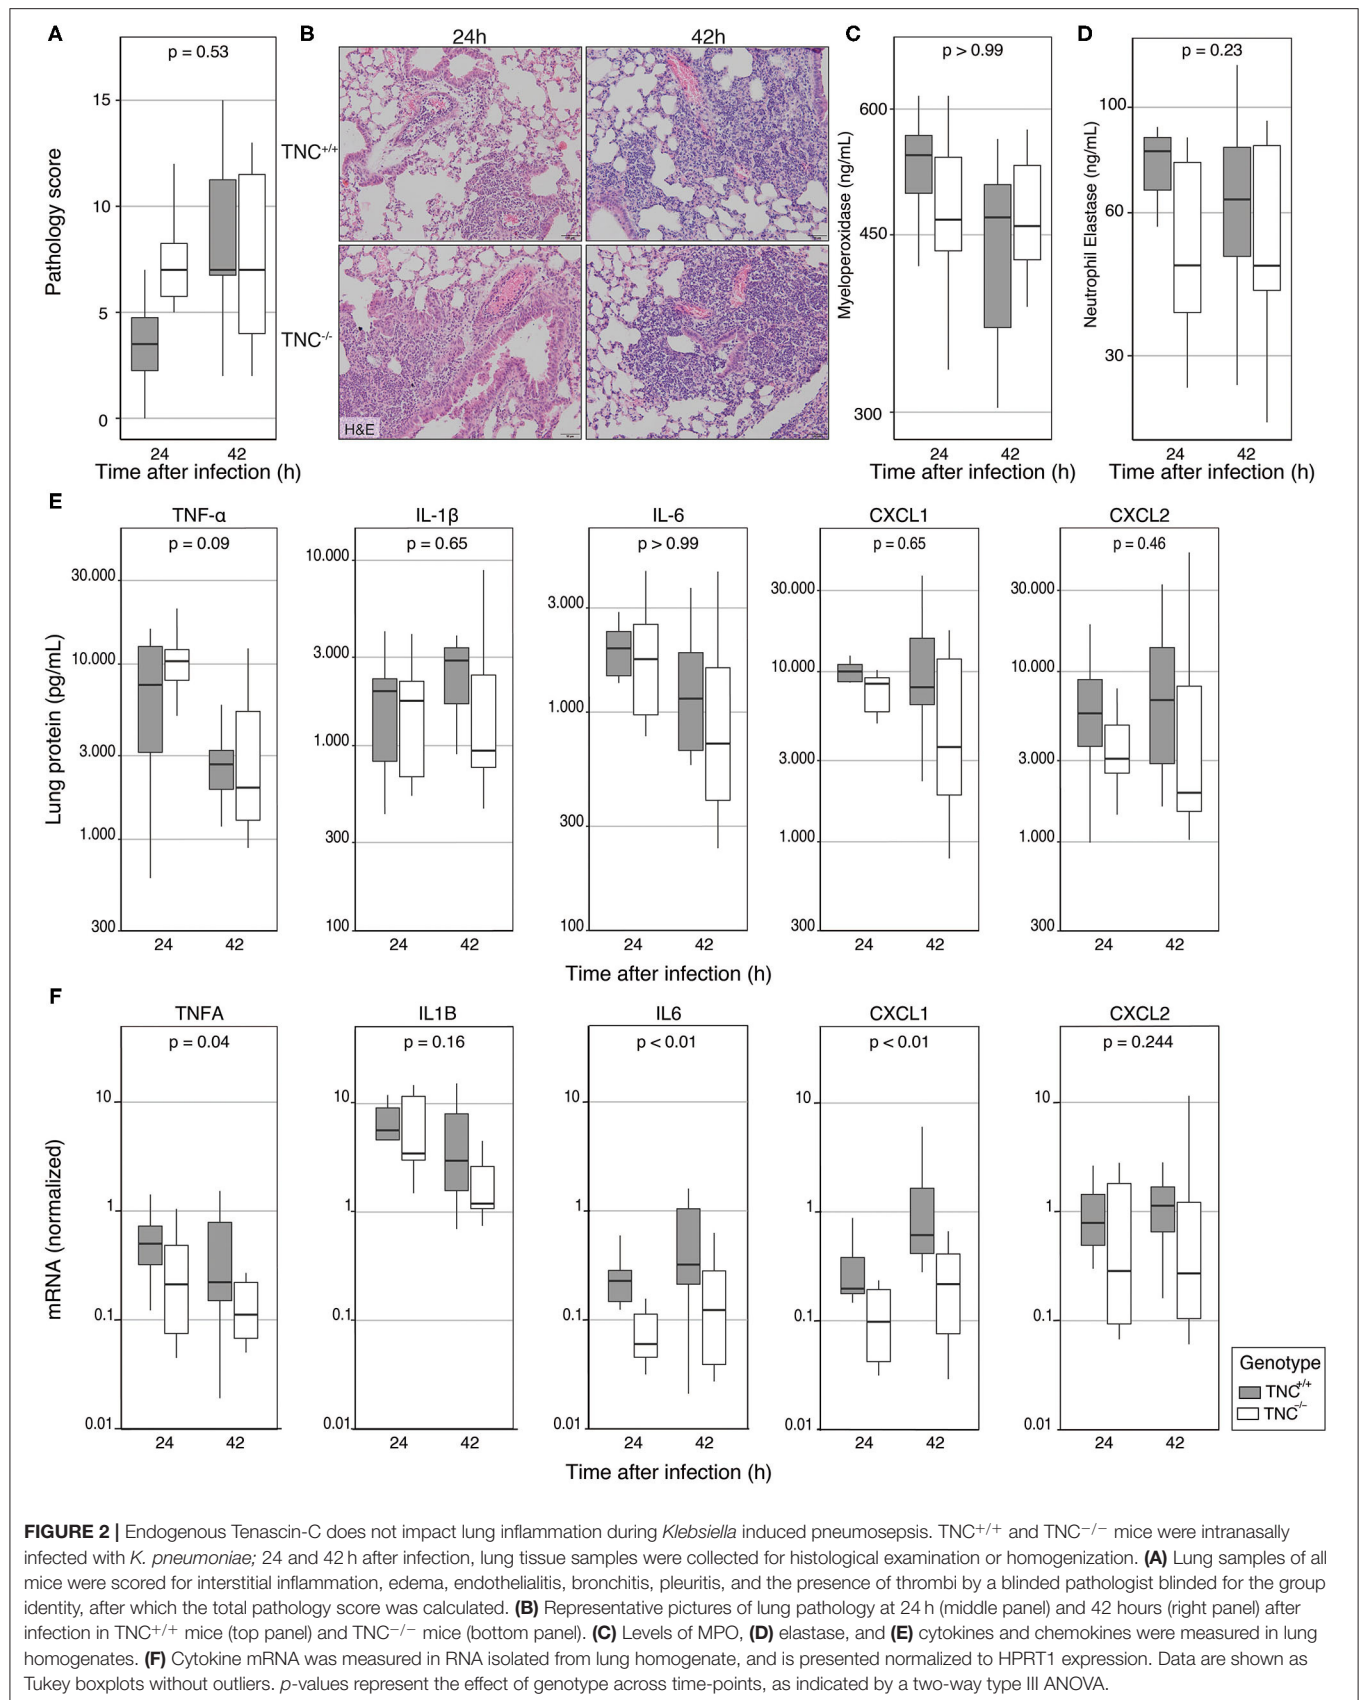 A
p = 0.53
15
10
5
0
Pathology score
24
42
Time after infection (h)
B
24h
42h
TNC+/+
TNC-/-
H&E
C
p > 0.99
600
450
300
Myeloperoxidase (ng/mL)
24
42
Time after infection (h)
D
p = 0.23
100
60
30
Neutrophil Elastase (ng/mL)
24
42
Time after infection (h)
E
Lung protein (pg/mL)
TNF-α
p = 0.09
30.000
10.000
3.000
1.000
300
24
42
IL-1β
p = 0.65
10.000
3.000
1.000
300
100
24
42
IL-6
p > 0.99
3.000
1.000
300
100
24
42
CXCL1
p = 0.65
30.000
10.000
3.000
1.000
300
24
42
CXCL2
p = 0.46
30.000
10.000
3.000
1.000
300
24
42
Time after infection (h)
F
mRNA (normalized)
TNFA
p = 0.04
10
1
0.1
0.01
24
42
IL1B
p = 0.16
10
1
0.1
0.01
24
42
IL6
p < 0.01
10
1
0.1
0.01
24
42
CXCL1
p < 0.01
10
1
0.1
0.01
24
42
CXCL2
p = 0.244
10
1
0.1
0.01
24
42
Time after infection (h)
Genotype
TNC+/+
TNC-/-
FIGURE 2 | Endogenous Tenascin-C does not impact lung inflammation during Klebsiella induced pneumosepsis. TNC+/+ and TNC−/− mice were intranasally
infected with K. pneumoniae; 24 and 42 h after infection, lung tissue samples were collected for histological examination or homogenization. (A) Lung samples of all
mice were scored for interstitial inflammation, edema, endothelialitis, bronchitis, pleuritis, and the presence of thrombi by a blinded pathologist blinded for the group
identity, after which the total pathology score was calculated. (B) Representative pictures of lung pathology at 24 h (middle panel) and 42 hours (right panel) after
infection in TNC+/+ mice (top panel) and TNC−/− mice (bottom panel). (C) Levels of MPO, (D) elastase, and (E) cytokines and chemokines were measured in lung
homogenates. (F) Cytokine mRNA was measured in RNA isolated from lung homogenate, and is presented normalized to HPRT1 expression. Data are shown as
Tukey boxplots without outliers. p-values represent the effect of genotype across time-points, as indicated by a two-way type III ANOVA.